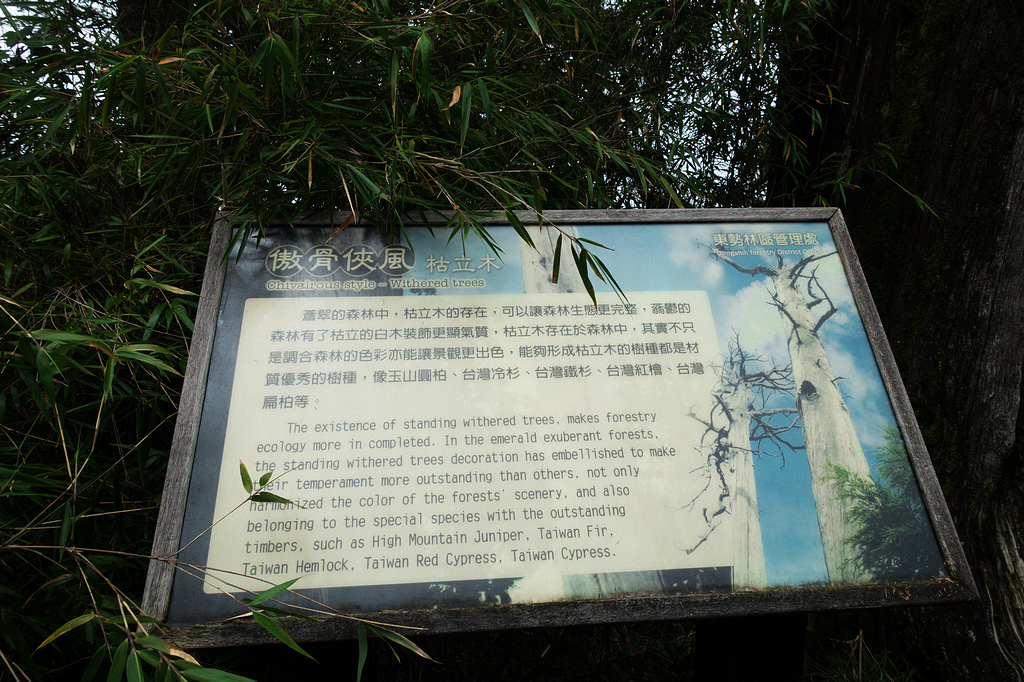 傲骨俠風 枯立木
Chivalrous style – Withered trees
東勢林區管理處
Dongshih forestry District Office
蒼翠的森林中，枯立木的存在，可以讓森林生態更完整，蓊鬱的
森林有了枯立的白木裝飾更顯氣質，枯立木存在於森林中，其實不只
是調合森林的色彩亦能讓景觀更出色，能夠形成枯立木的樹種都是材
質優秀的樹種，像玉山圓柏、台灣冷杉、台灣鐵杉、台灣紅檜、台灣
扁柏等。
The existence of standing withered trees, makes forestry
ecology more in completed. In the emerald exuberant forests,
the standing withered trees decoration has embellished to make
their temperament more outstanding than others, not only
harmonized the color of the forests' scenery, and also
belonging to the special species with the outstanding
timbers, such as High Mountain Juniper, Taiwan Fir,
Taiwan Hemlock, Taiwan Red Cypress, Taiwan Cypress.